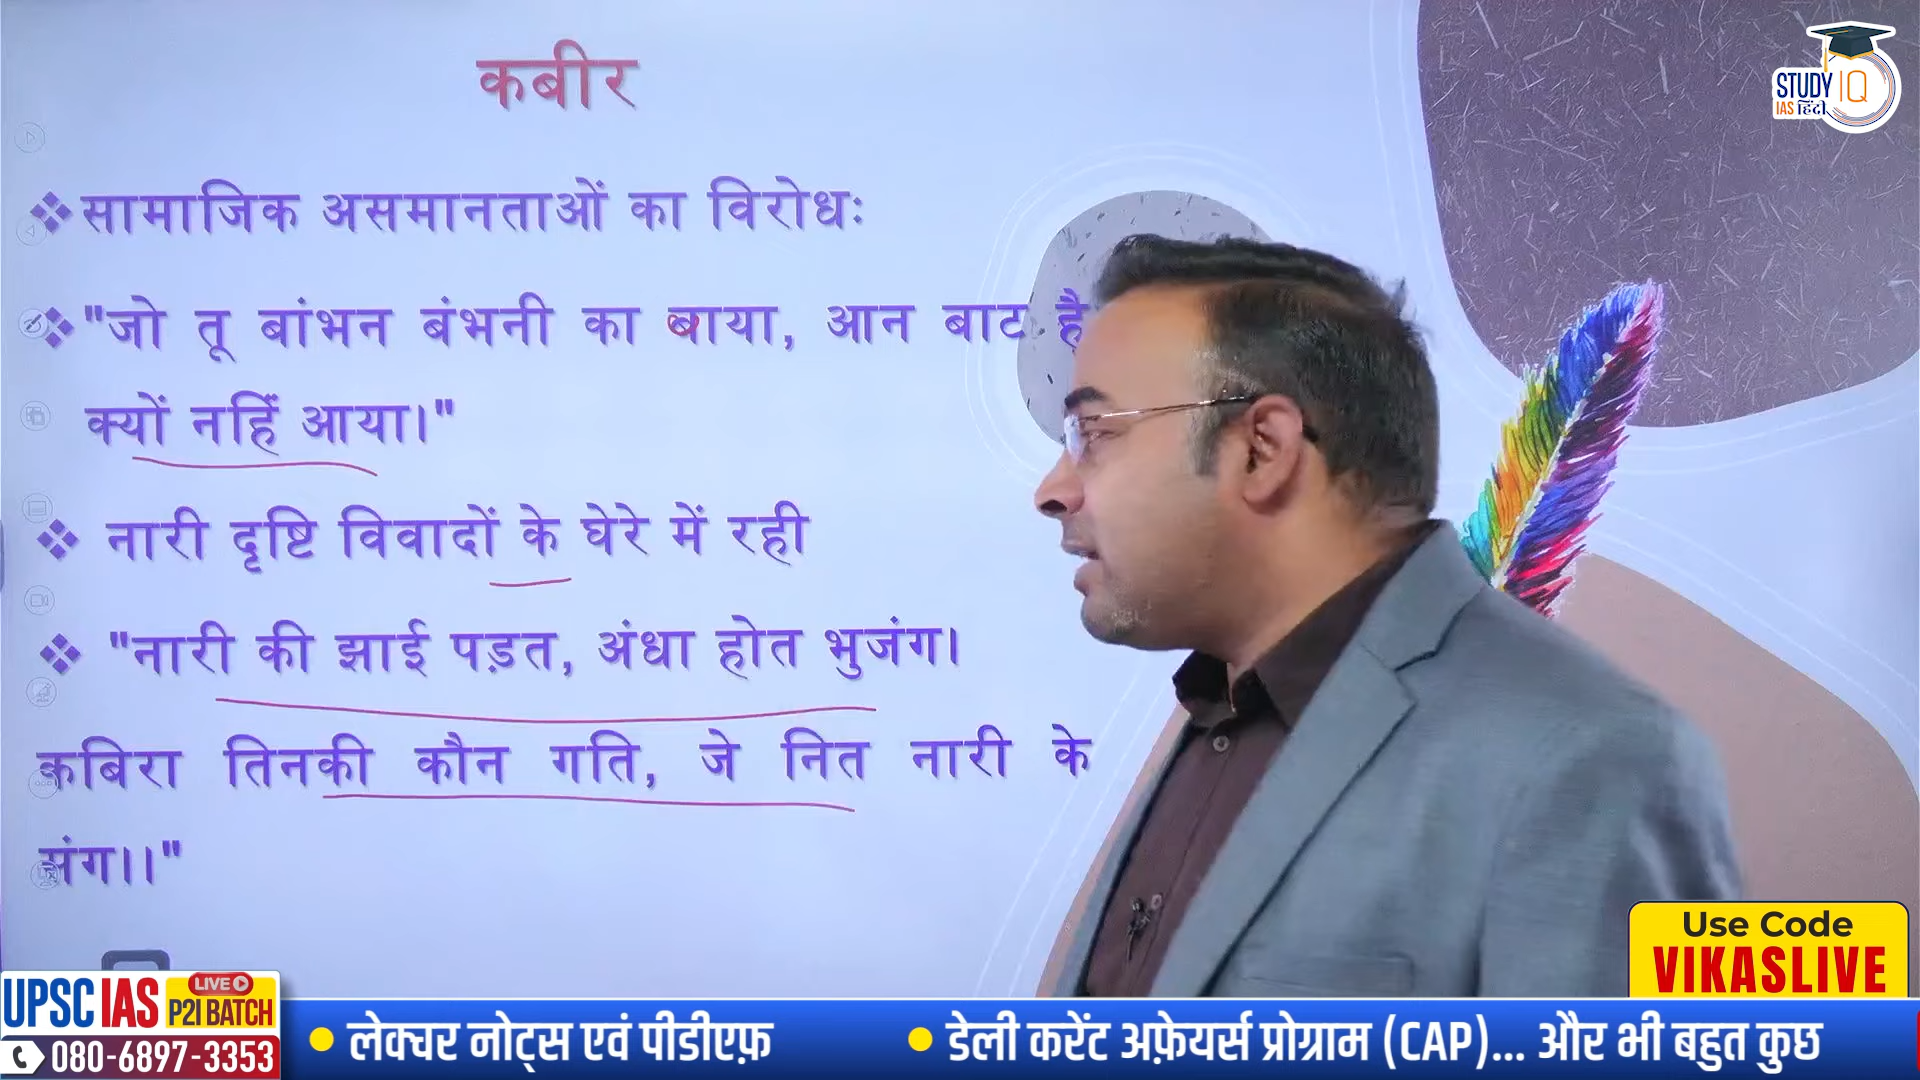 कबीर
STUDY IQ
IAS हिंदी
❖ सामाजिक असमानताओं का विरोधः
❖ "जो तू बांभन बंभनी का बाया, आन बाट है
क्यों नहिं आया।"
❖ नारी दृष्टि विवादों के घेरे में रही
❖ "नारी की झाई पड़त, अंधा होत भुजंग।
कबिरा तिनकी कौन गति, जे नित नारी के
संग।।"
Use Code
VIKASLIVE
UPSC IAS LIVE P2I BATCH
080-6897-3353
• लेक्चर नोट्स एवं पीडीएफ़ • डेली करेंट अफ़ेयर्स प्रोग्राम (CAP)... और भी बहुत कुछ